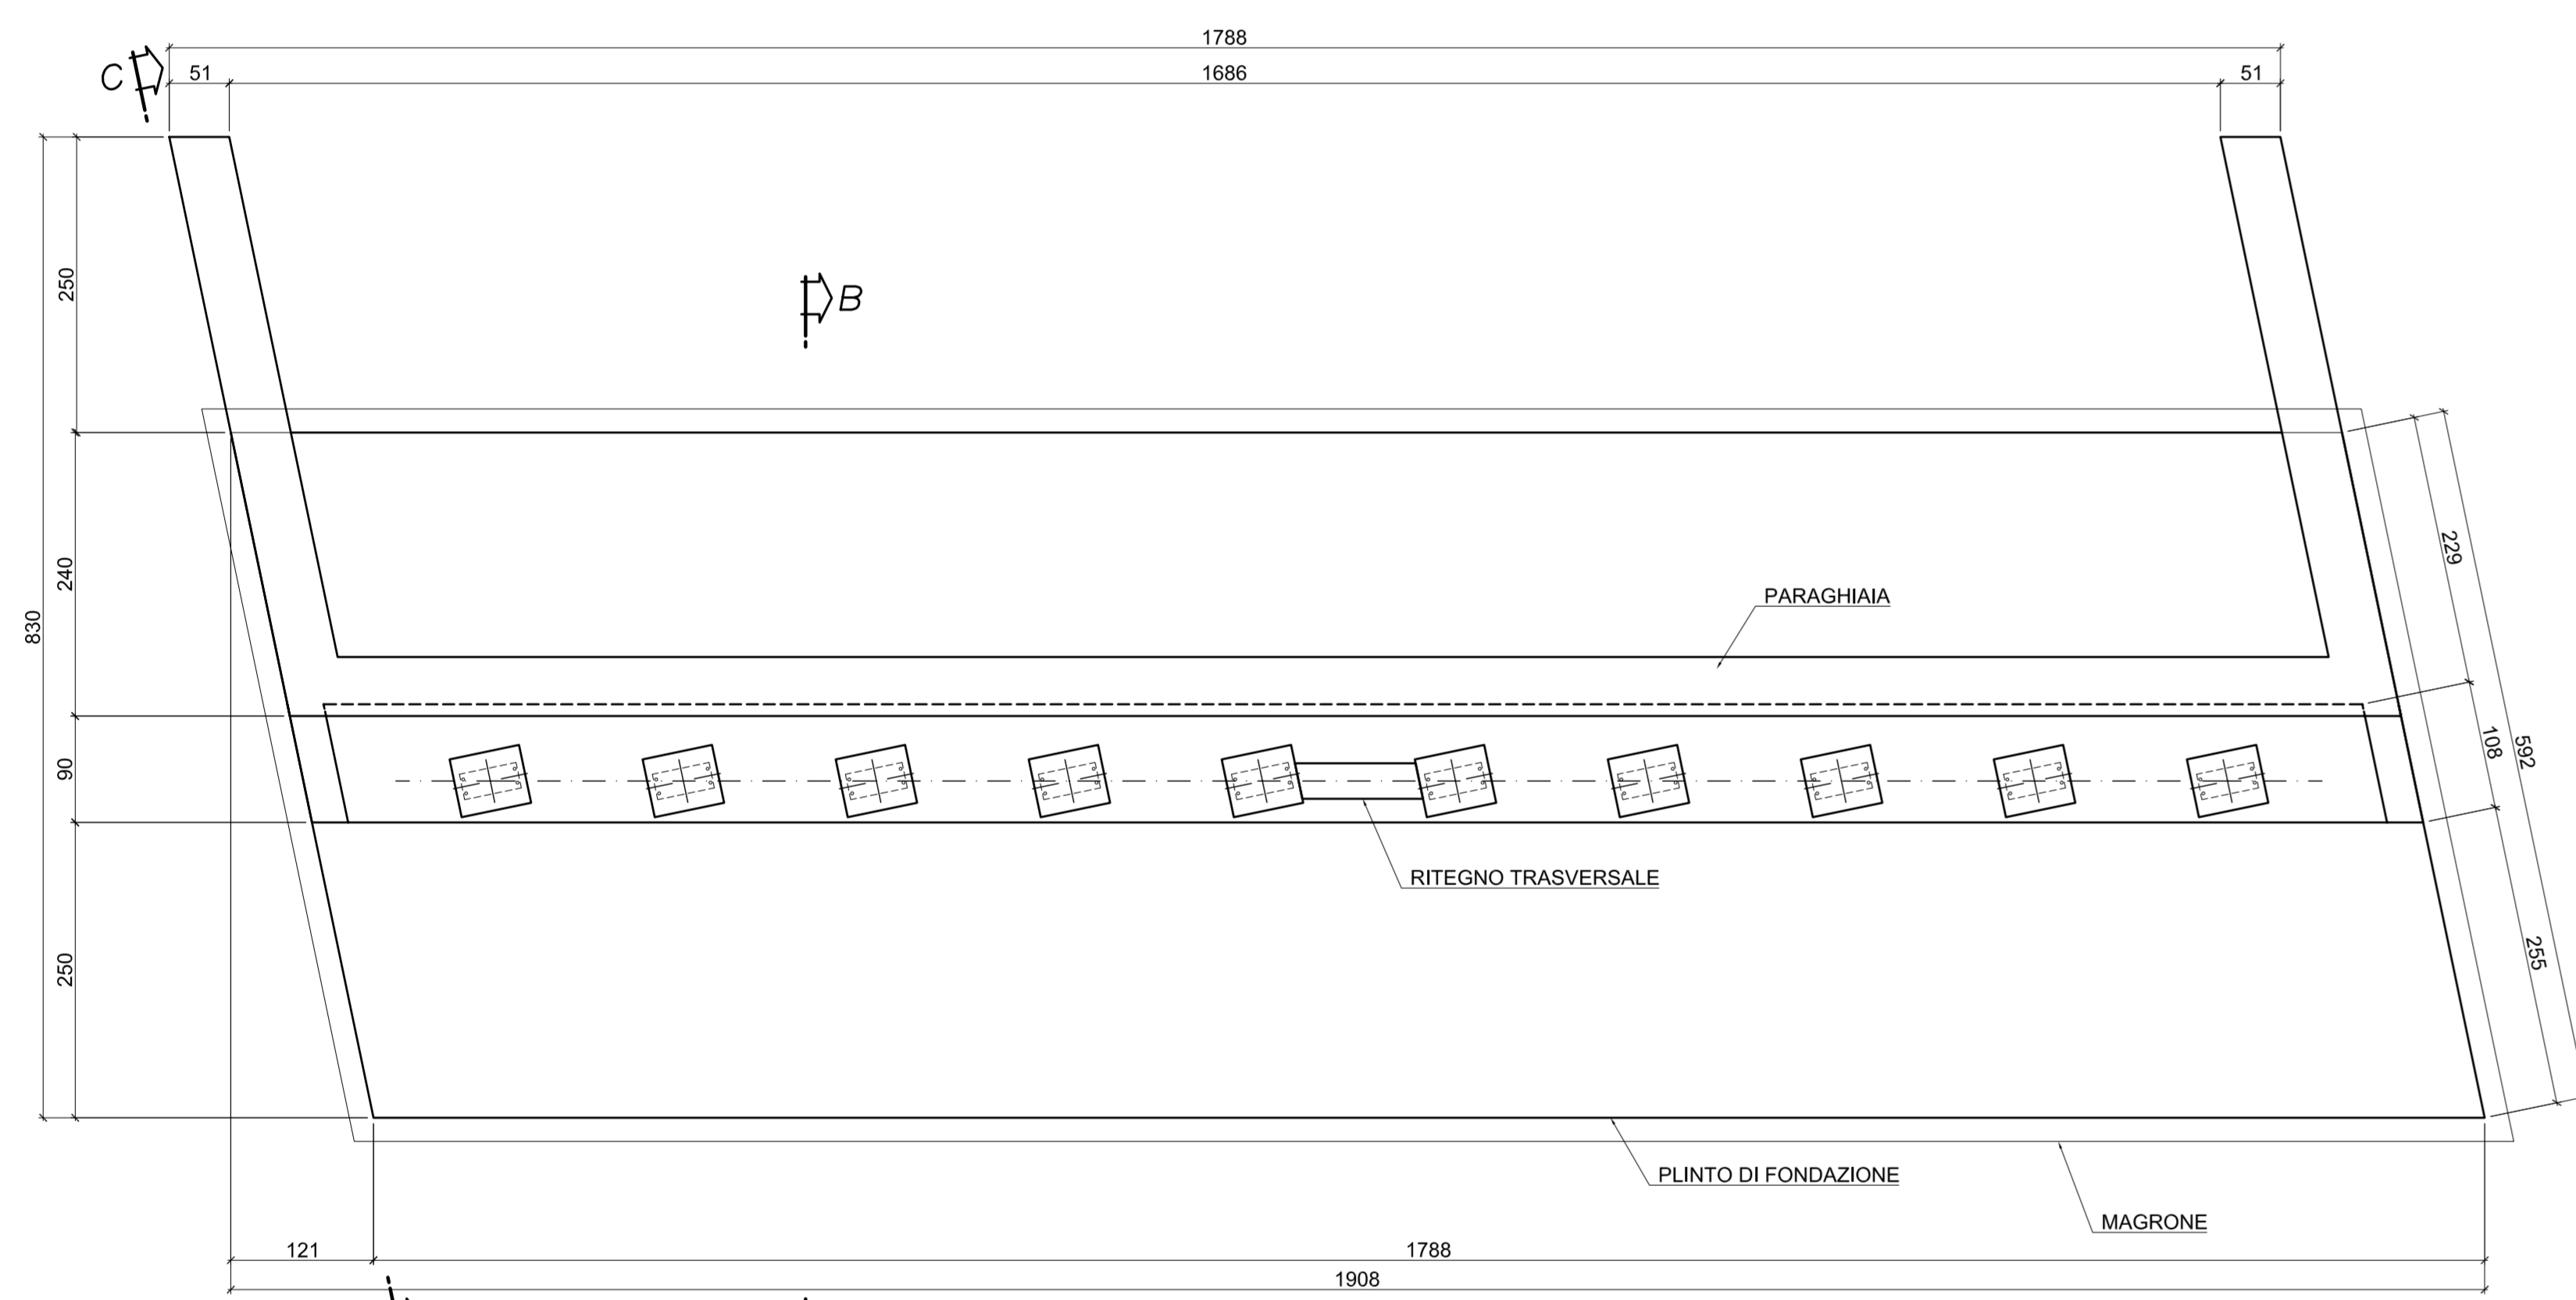 1788
C
51
1686
51
250
B
229
240
PARAGHIAIA
830
108
592
90
RITEGNO TRASVERSALE
255
250
PLINTO DI FONDAZIONE
MAGRONE
121
1788
1908